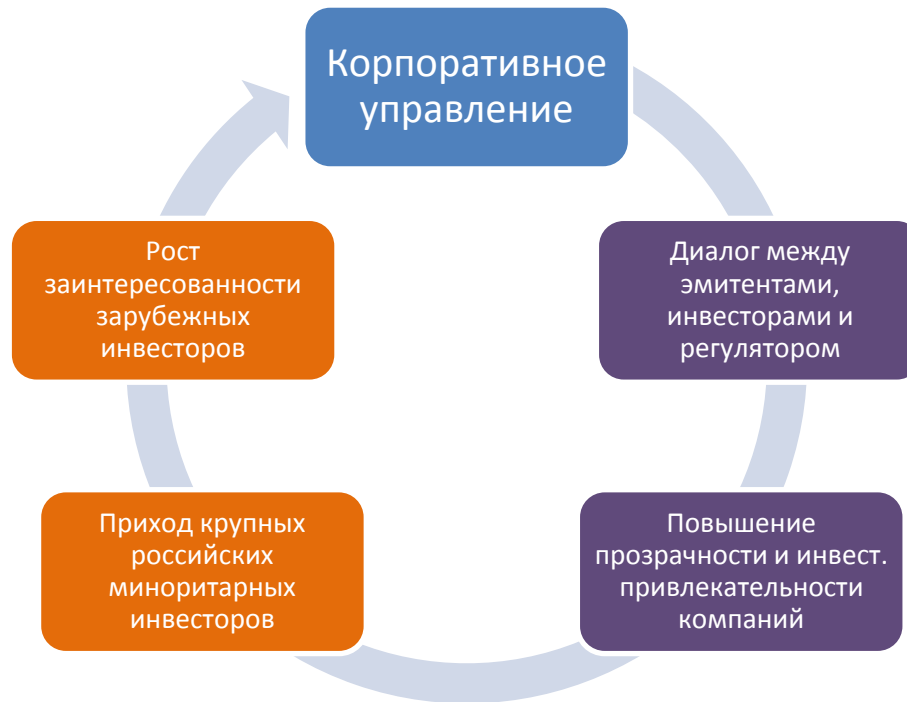 Корпоративное
управление
Диалог между
эмитентами,
инвесторами и
регулятором
Повышение
прозрачности и инвест.
привлекательности
компаний
Приход крупных
российских
миноритарных
инвесторов
Рост
заинтересованности
зарубежных
инвесторов